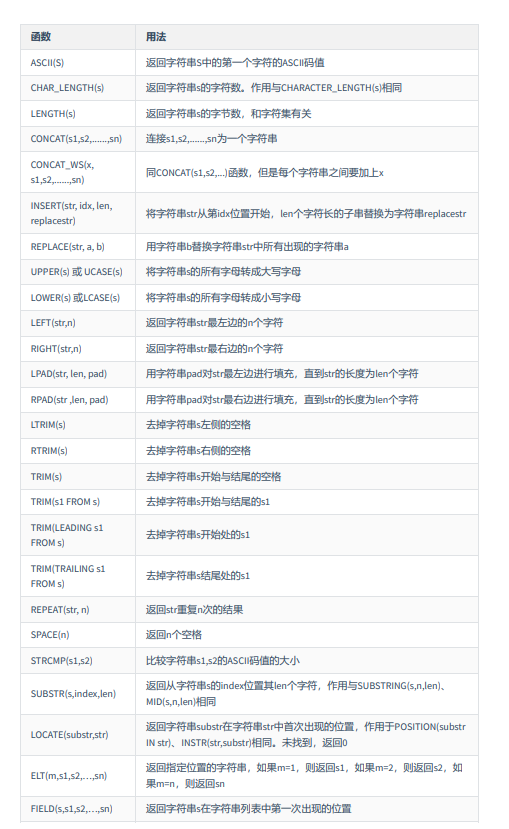 函数 用法
ASCII(S) 返回字符串S中的第一个字符的ASCII码值
CHAR_LENGTH(s) 返回字符串s的字符数。作用与CHARACTER_LENGTH(s)相同
LENGTH(s) 返回字符串s的字节数，和字符集有关
CONCAT(s1,s2,......,sn) 连接s1,s2,......,sn为一个字符串
CONCAT_WS(x,
s1,s2,......,sn)
同CONCAT(s1,s2,...)函数，但是每个字符串之间要加上x
INSERT(str, idx, len,
replacestr)
将字符串str从第idx位置开始，len个字符长的子串替换为字符串replacestr
REPLACE(str, a, b) 用字符串b替换字符串str中所有出现的字符串a
UPPER(s) 或 UCASE(s) 将字符串s的所有字母转成大写字母
LOWER(s) 或LCASE(s) 将字符串s的所有字母转成小写字母
LEFT(str,n) 返回字符串str最左边的n个字符
RIGHT(str,n) 返回字符串str最右边的n个字符
LPAD(str, len, pad) 用字符串pad对str最左边进行填充，直到str的长度为len个字符
RPAD(str ,len, pad) 用字符串pad对str最右边进行填充，直到str的长度为len个字符
LTRIM(s) 去掉字符串s左侧的空格
RTRIM(s) 去掉字符串s右侧的空格
TRIM(s) 去掉字符串s开始与结尾的空格
TRIM(s1 FROM s) 去掉字符串s开始与结尾的s1
TRIM(LEADING s1
FROM s)
去掉字符串s开始处的s1
TRIM(TRAILING s1
FROM s)
去掉字符串s结尾处的s1
REPEAT(str, n) 返回str重复n次的结果
SPACE(n) 返回n个空格
STRCMP(s1,s2) 比较字符串s1,s2的ASCII码值的大小
SUBSTR(s,index,len)
返回从字符串s的index位置其len个字符，作用与SUBSTRING(s,n,len)、
MID(s,n,len)相同
LOCATE(substr,str)
返回字符串substr在字符串str中首次出现的位置，作用于POSITION(substr
IN str)、INSTR(str,substr)相同。未找到，返回0
ELT(m,s1,s2,…,sn)
返回指定位置的字符串，如果m=1，则返回s1，如果m=2，则返回s2，如
果m=n，则返回sn
FIELD(s,s1,s2,…,sn) 返回字符串s在字符串列表中第一次出现的位置